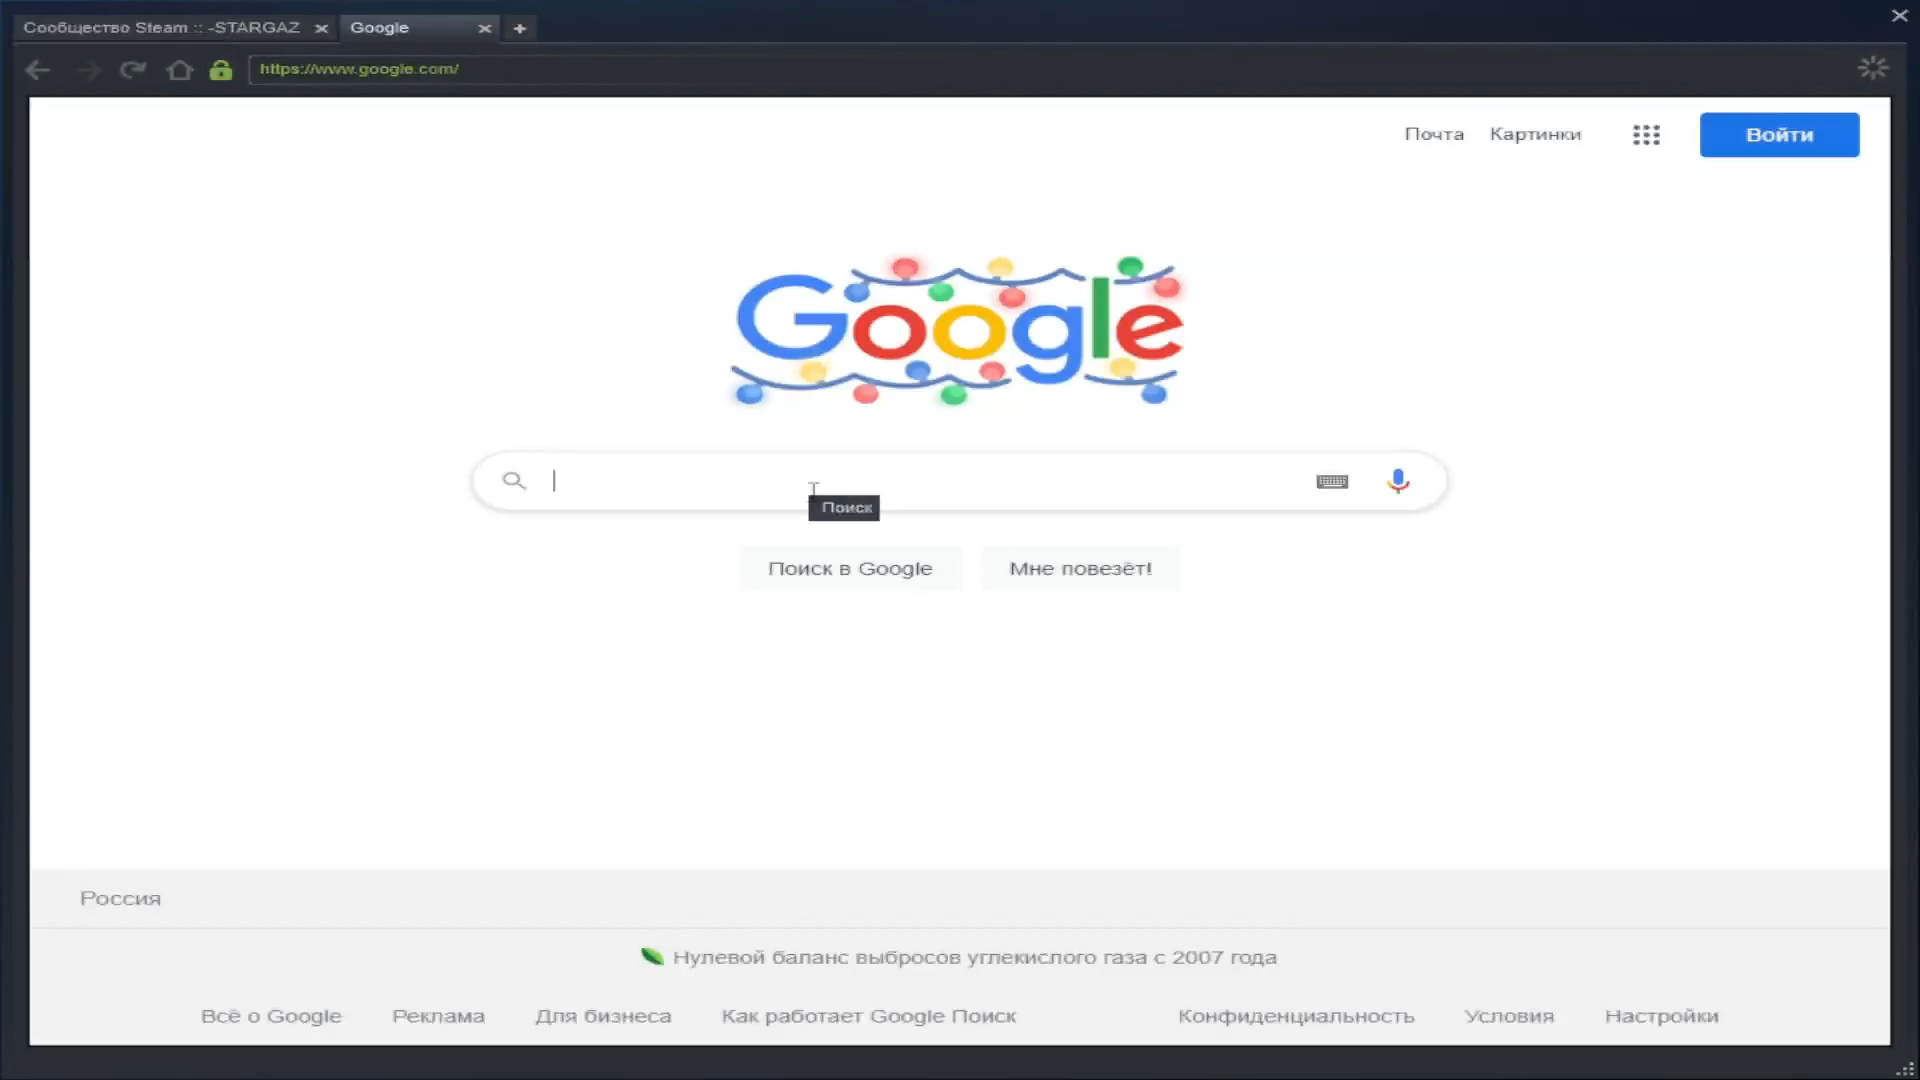 Сообщество Steam :: -STARGAZ
Google
https://www.google.com/
Почта Картинки Войти
Google
Поиск
Поиск в Google Мне повезёт!
Россия
Нулевой баланс выбросов углекислого газа с 2007 года
Всё о Google Реклама Для бизнеса Как работает Google Поиск Конфиденциальность Условия Настройки